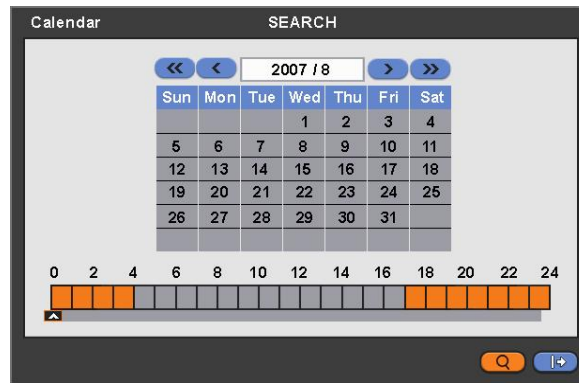 Calendar SEARCH
2007 / 8
Sun Mon Tue Wed Thu Fri Sat
1 2 3 4
5 6 7 8 9 10 11
12 13 14 15 16 17 18
19 20 21 22 23 24 25
26 27 28 29 30 31
0 2 4 6 8 10 12 14 16 18 20 22 24